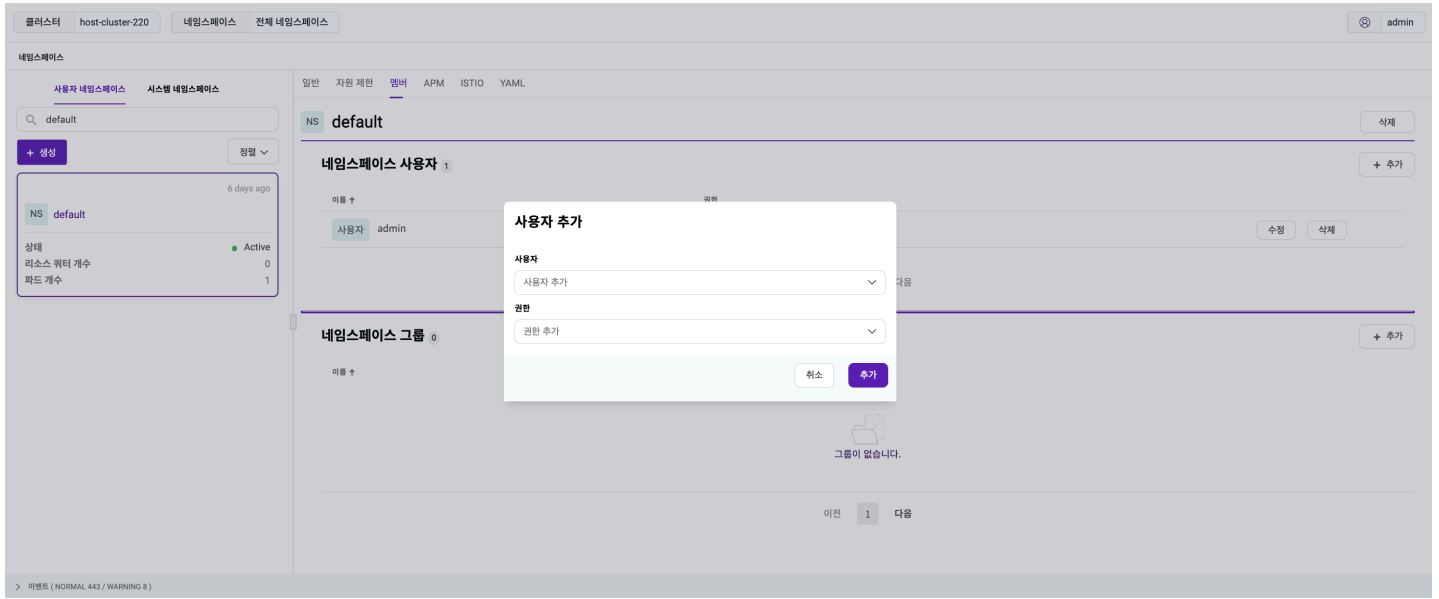 클러스터 host-cluster-220 네임스페이스 전체 네임스페이스 admin
네임스페이스
사용자 네임스페이스 시스템 네임스페이스
일반 자원 제한 멤버 APM ISTIO YAML
default
NS default 삭제
+ 생성 정렬
네임스페이스 사용자 1 + 추가
6 days ago
NS default
이름 ↑ 권한
사용자 admin 수정 삭제
상태 Active
리소스 쿼터 개수 0
파드 개수 1
다음
사용자 추가
사용자
사용자 추가
권한
권한 추가
취소 추가
네임스페이스 그룹 0 + 추가
이름 ↑
그룹이 없습니다.
이전 1 다음
> 이벤트 ( NORMAL 443 / WARNING 8 )